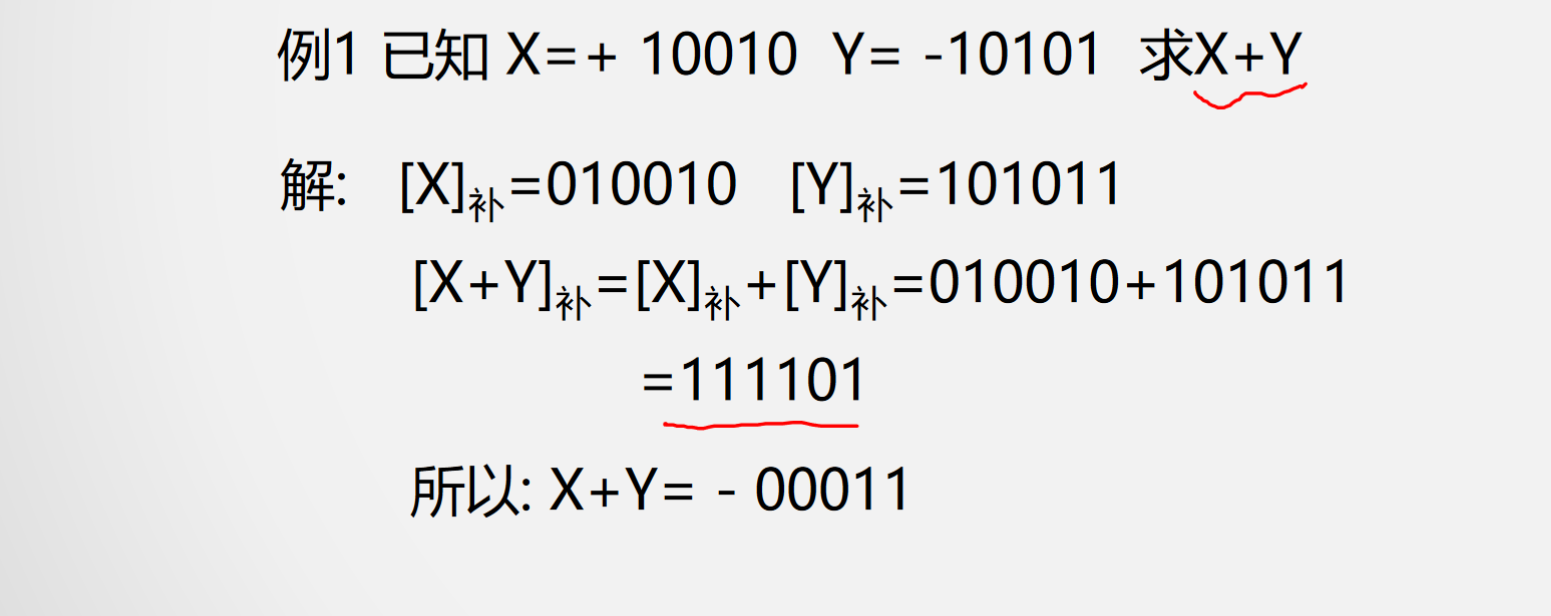 例1 已知 X=+ 10010 Y= -10101 求X+Y
解: [X]补=010010 [Y]补=101011
[X+Y]补=[X]补+[Y]补=010010+101011
=111101
所以: X+Y= - 00011